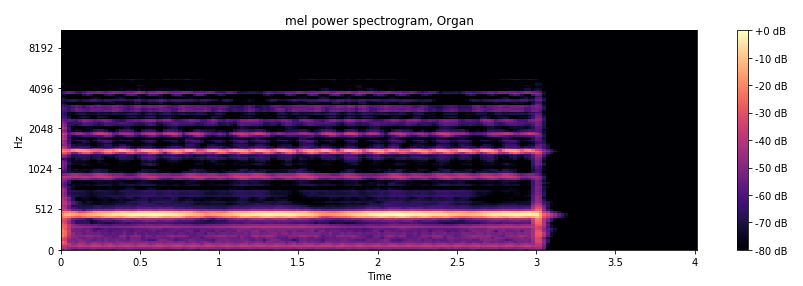 mel power spectrogram, Organ
Hz
8192
4096
2048
1024
512
0
0 0.5 1 1.5 2 2.5 3 3.5 4
Time
+0 dB
-10 dB
-20 dB
-30 dB
-40 dB
-50 dB
-60 dB
-70 dB
-80 dB